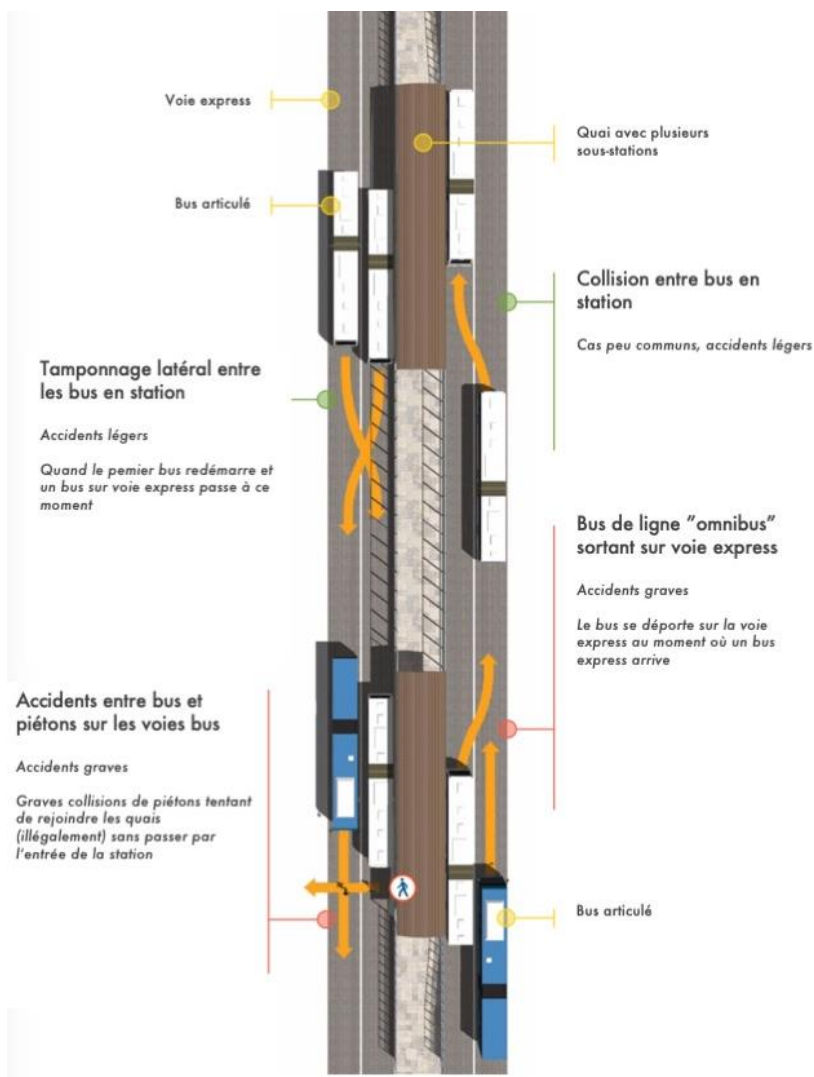 Voie express
Bus articulé
Quai avec plusieurs
sous-stations
Collision entre bus en
station
Cas peu communs, accidents légers
Tamponnage latéral entre
les bus en station
Accidents légers
Quand le pemier bus redémarre et
un bus sur voie express passe à ce
moment
Bus de ligne "omnibus"
sortant sur voie express
Accidents graves
Le bus se déporte sur la voie
express au moment où un bus
express arrive
Accidents entre bus et
piétons sur les voies bus
Accidents graves
Graves collisions de piétons tentant
de rejoindre les quais
(illégalement) sans passer par
l'entrée de la station
Bus articulé